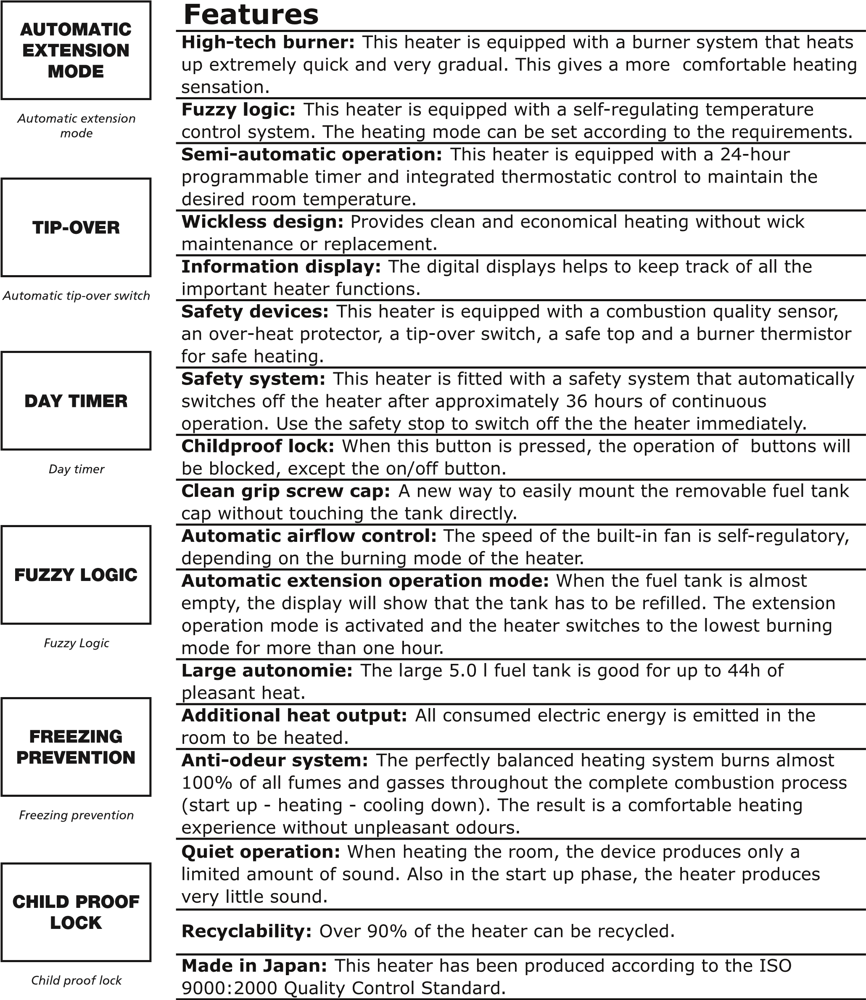 AUTOMATIC
EXTENSION
MODE
Automatic extension
mode
TIP-OVER
Automatic tip-over switch
DAY TIMER
Day timer
FUZZY LOGIC
Fuzzy Logic
FREEZING
PREVENTION
Freezing prevention
CHILD PROOF
LOCK
Child proof lock
Features
High-tech burner: This heater is equipped with a burner system that heats
up extremely quick and very gradual. This gives a more  comfortable heating
sensation.
Fuzzy logic: This heater is equipped with a self-regulating temperature
control system. The heating mode can be set according to the requirements.
Semi-automatic operation: This heater is equipped with a 24-hour
programmable timer and integrated thermostatic control to maintain the
desired room temperature.
Wickless design: Provides clean and economical heating without wick
maintenance or replacement.
Information display: The digital displays helps to keep track of all the
important heater functions.
Safety devices: This heater is equipped with a combustion quality sensor,
an over-heat protector, a tip-over switch, a safe top and a burner thermistor
for safe heating.
Safety system: This heater is fitted with a safety system that automatically
switches off the heater after approximately 36 hours of continuous
operation. Use the safety stop to switch off the the heater immediately.
Childproof lock: When this button is pressed, the operation of  buttons will
be blocked, except the on/off button.
Clean grip screw cap: A new way to easily mount the removable fuel tank
cap without touching the tank directly.
Automatic airflow control: The speed of the built-in fan is self-regulatory,
depending on the burning mode of the heater.
Automatic extension operation mode: When the fuel tank is almost
empty, the display will show that the tank has to be refilled. The extension
operation mode is activated and the heater switches to the lowest burning
mode for more than one hour.
Large autonomie: The large 5.0 l fuel tank is good for up to 44h of
pleasant heat.
Additional heat output: All consumed electric energy is emitted in the
room to be heated.
Anti-odeur system: The perfectly balanced heating system burns almost
100% of all fumes and gasses throughout the complete combustion process
(start up - heating - cooling down). The result is a comfortable heating
experience without unpleasant odours.
Quiet operation: When heating the room, the device produces only a
limited amount of sound. Also in the start up phase, the heater produces
very little sound.
Recyclability: Over 90% of the heater can be recycled.
Made in Japan: This heater has been produced according to the ISO
9000:2000 Quality Control Standard.